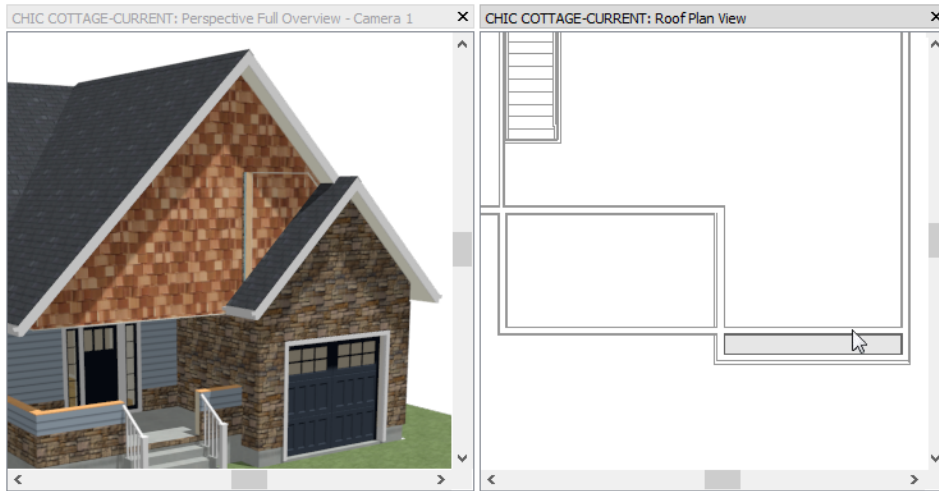 CHIC COTTAGE-CURRENT: Perspective Full Overview - Camera 1
CHIC COTTAGE-CURRENT: Roof Plan View